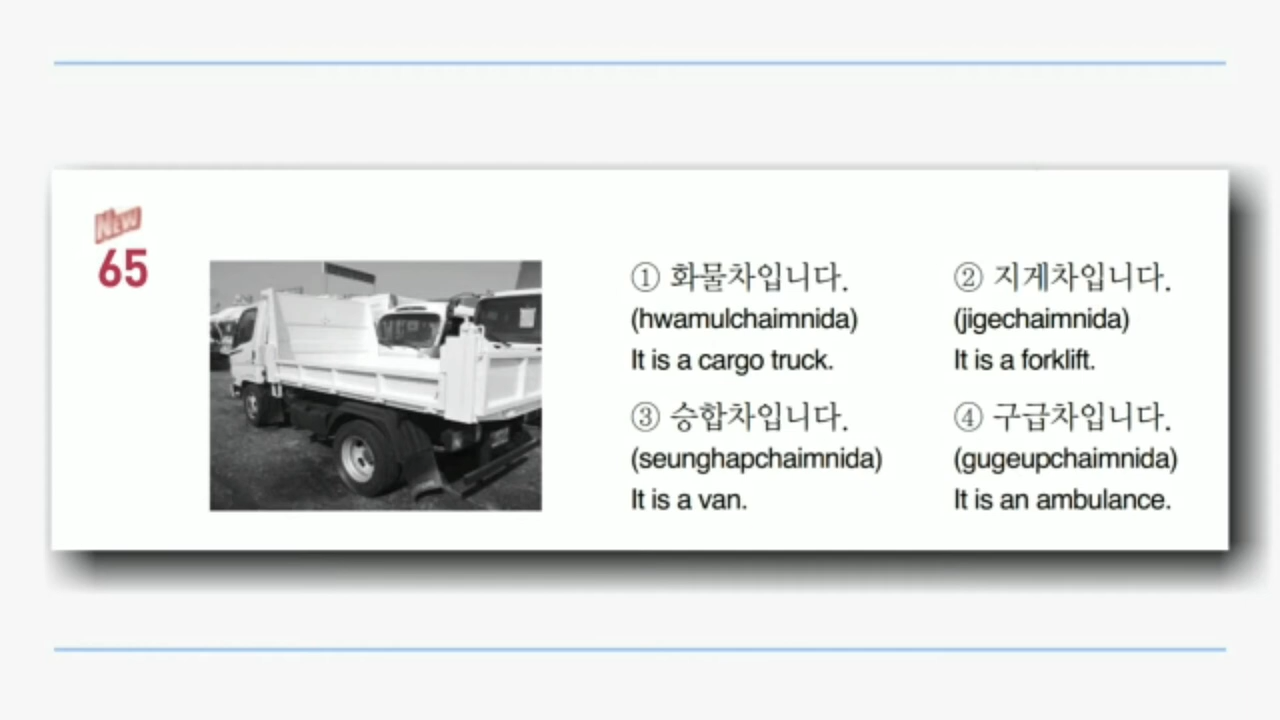 NEW
65
① 화물차입니다.
(hwamulchaimnida)
It is a cargo truck.
② 지게차입니다.
(jigechaimnida)
It is a forklift.
③ 승합차입니다.
(seunghapchaimnida)
It is a van.
④ 구급차입니다.
(gugeupchaimnida)
It is an ambulance.